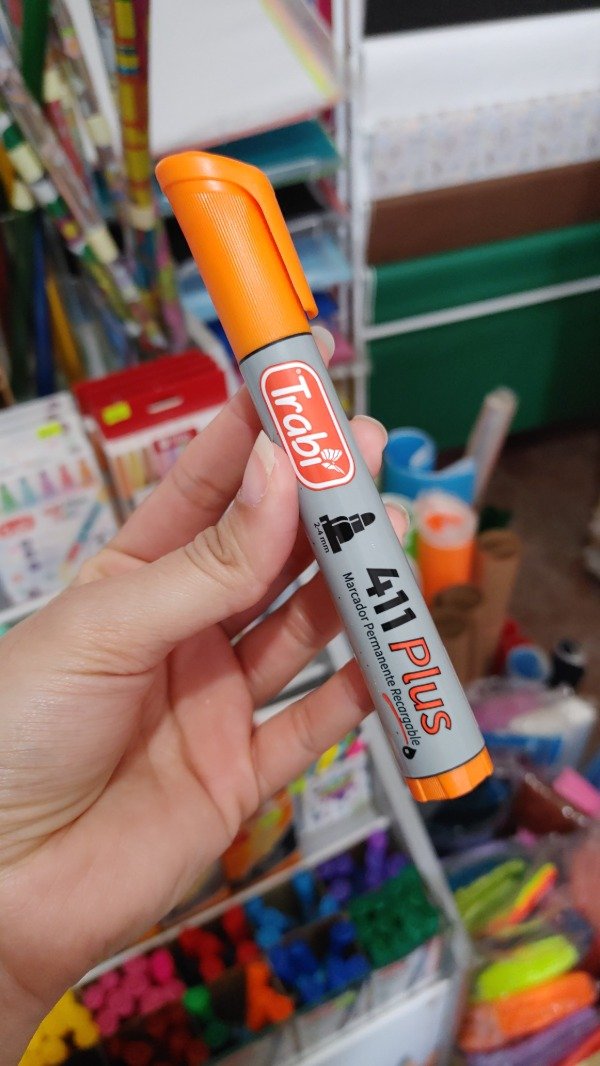 Trabi
2-4 mm
411 Plus
Marcador Permanente Recargable